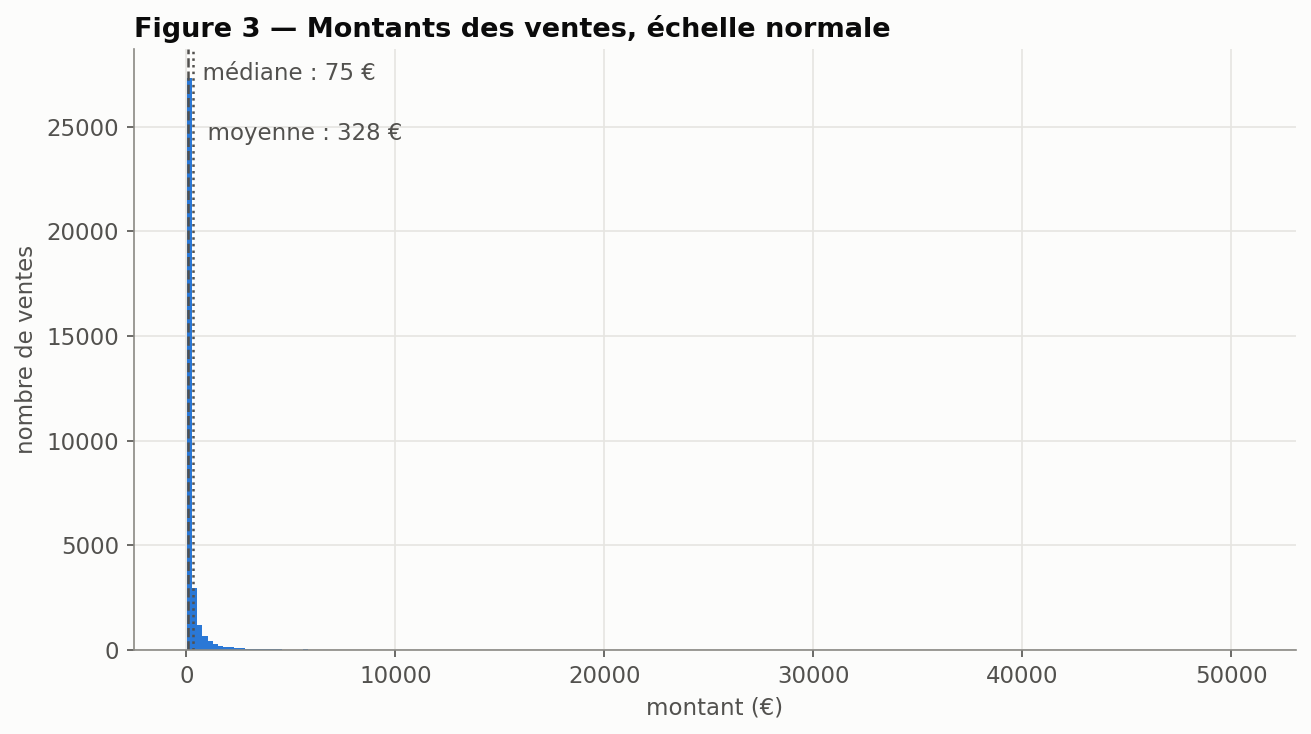 Figure 3 — Montants des ventes, échelle normale
médiane : 75 €
moyenne : 328 €
nombre de ventes
25000
20000
15000
10000
5000
0
0
10000
20000
30000
40000
50000
montant (€)